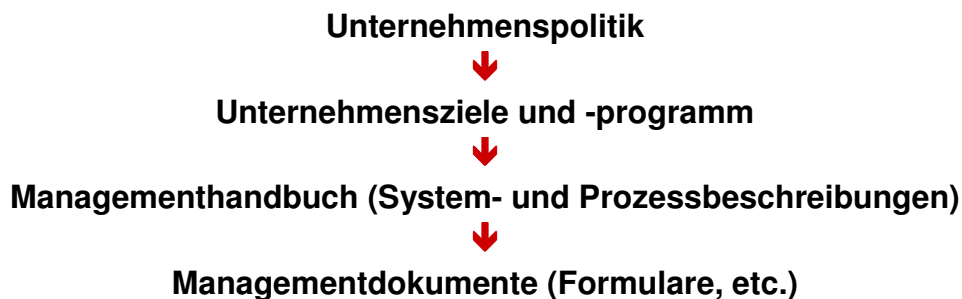 Unternehmenspolitik
Unternehmensziele und -programm
Managementhandbuch (System- und Prozessbeschreibungen)
Managementdokumente (Formulare, etc.)